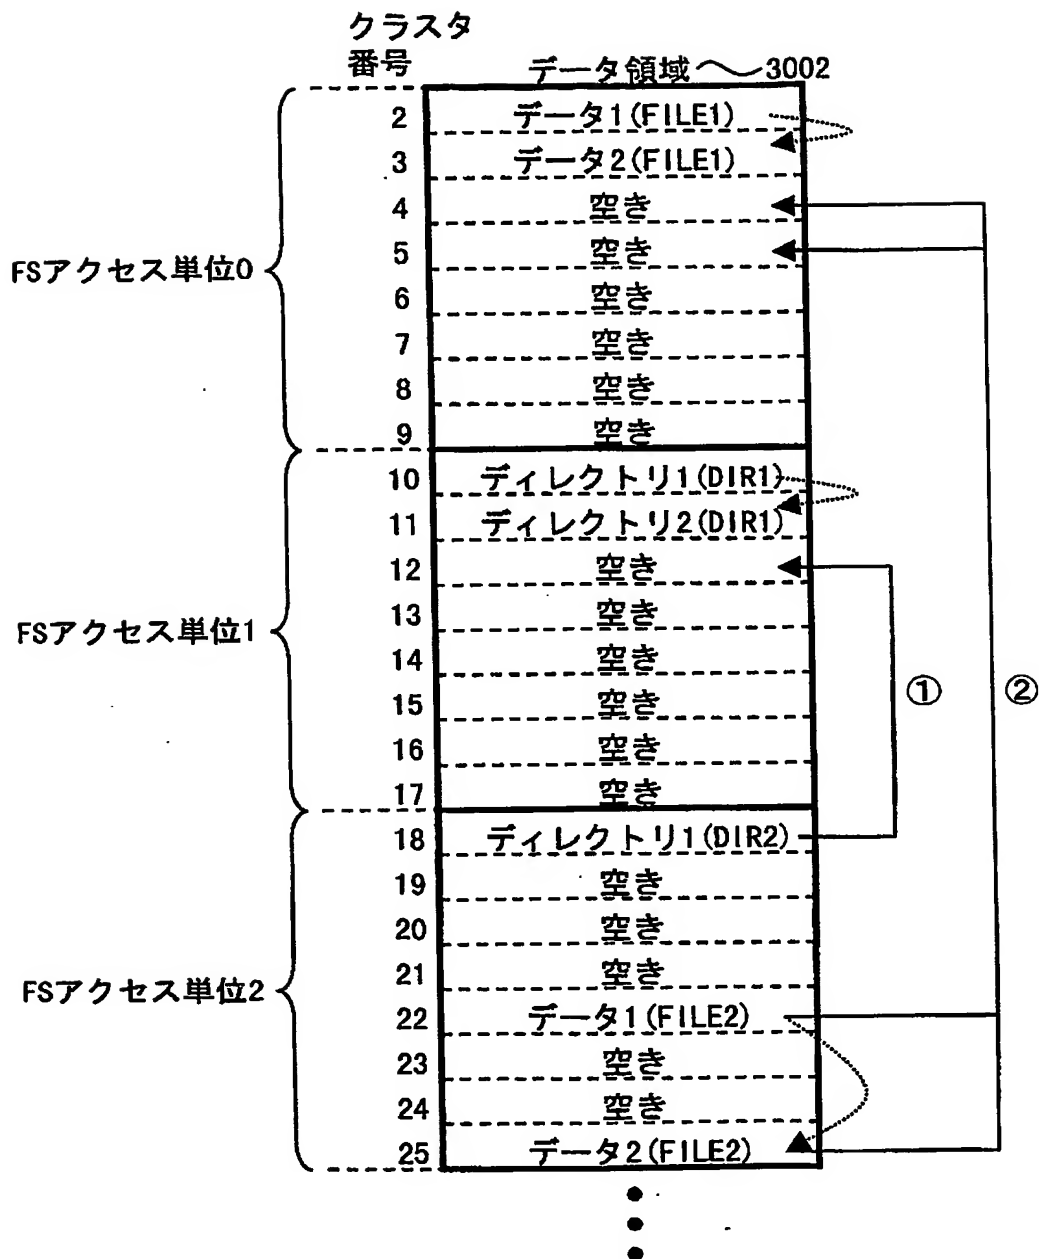 クラスタ
番号
データ領域 3002
2 データ1(FILE1)
3 データ2(FILE1)
4 空き
5 空き
FSアクセス単位0
6 空き
7 空き
8 空き
9 空き
10 ディレクトリ1(DIR1)
11 ディレクトリ2(DIR1)
12 空き
13 空き
FSアクセス単位1
14 空き
15 空き
① ②
16 空き
17 空き
18 ディレクトリ1(DIR2)
19 空き
20 空き
21 空き
FSアクセス単位2
22 データ1(FILE2)
23 空き
24 空き
25 データ2(FILE2)